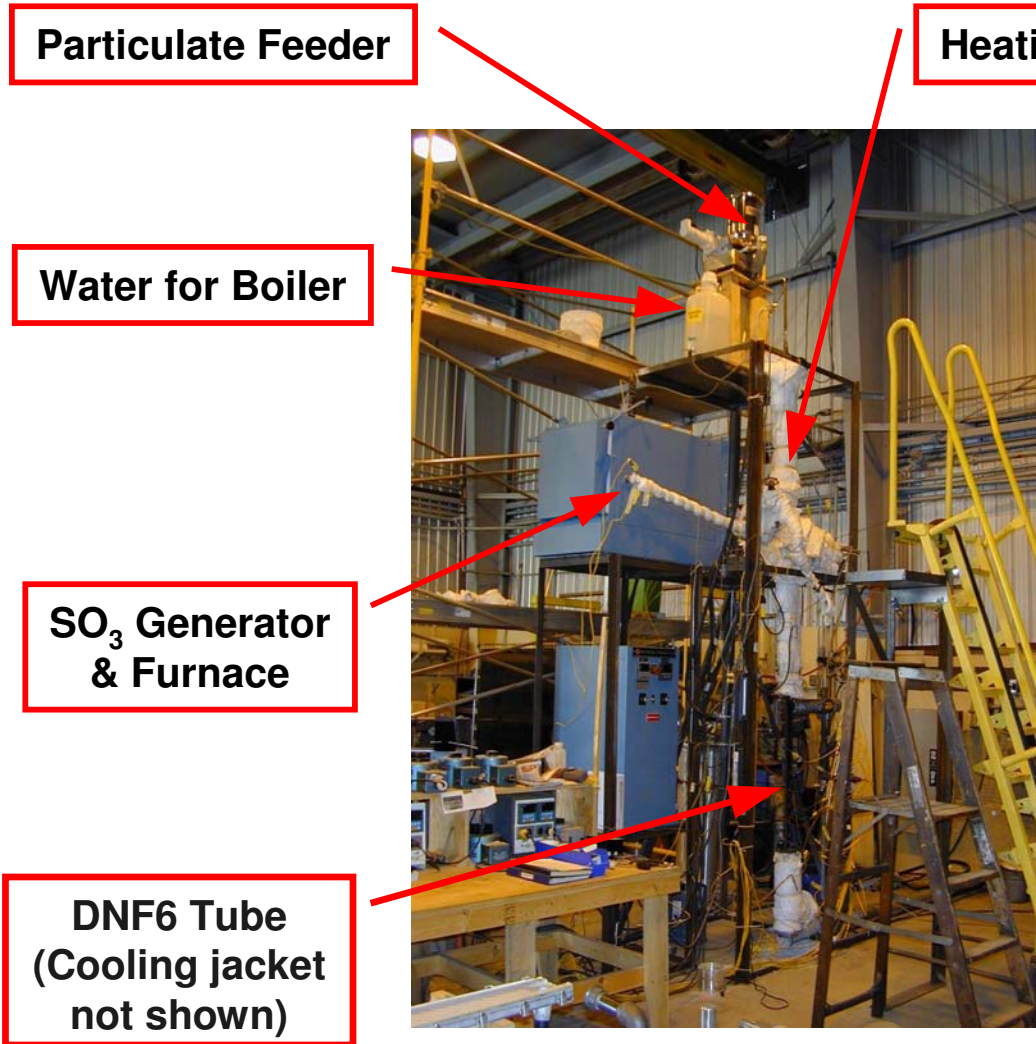 Particulate Feeder
Heati
Water for Boiler
SO₃ Generator
& Furnace
DNF6 Tube
(Cooling jacket
not shown)